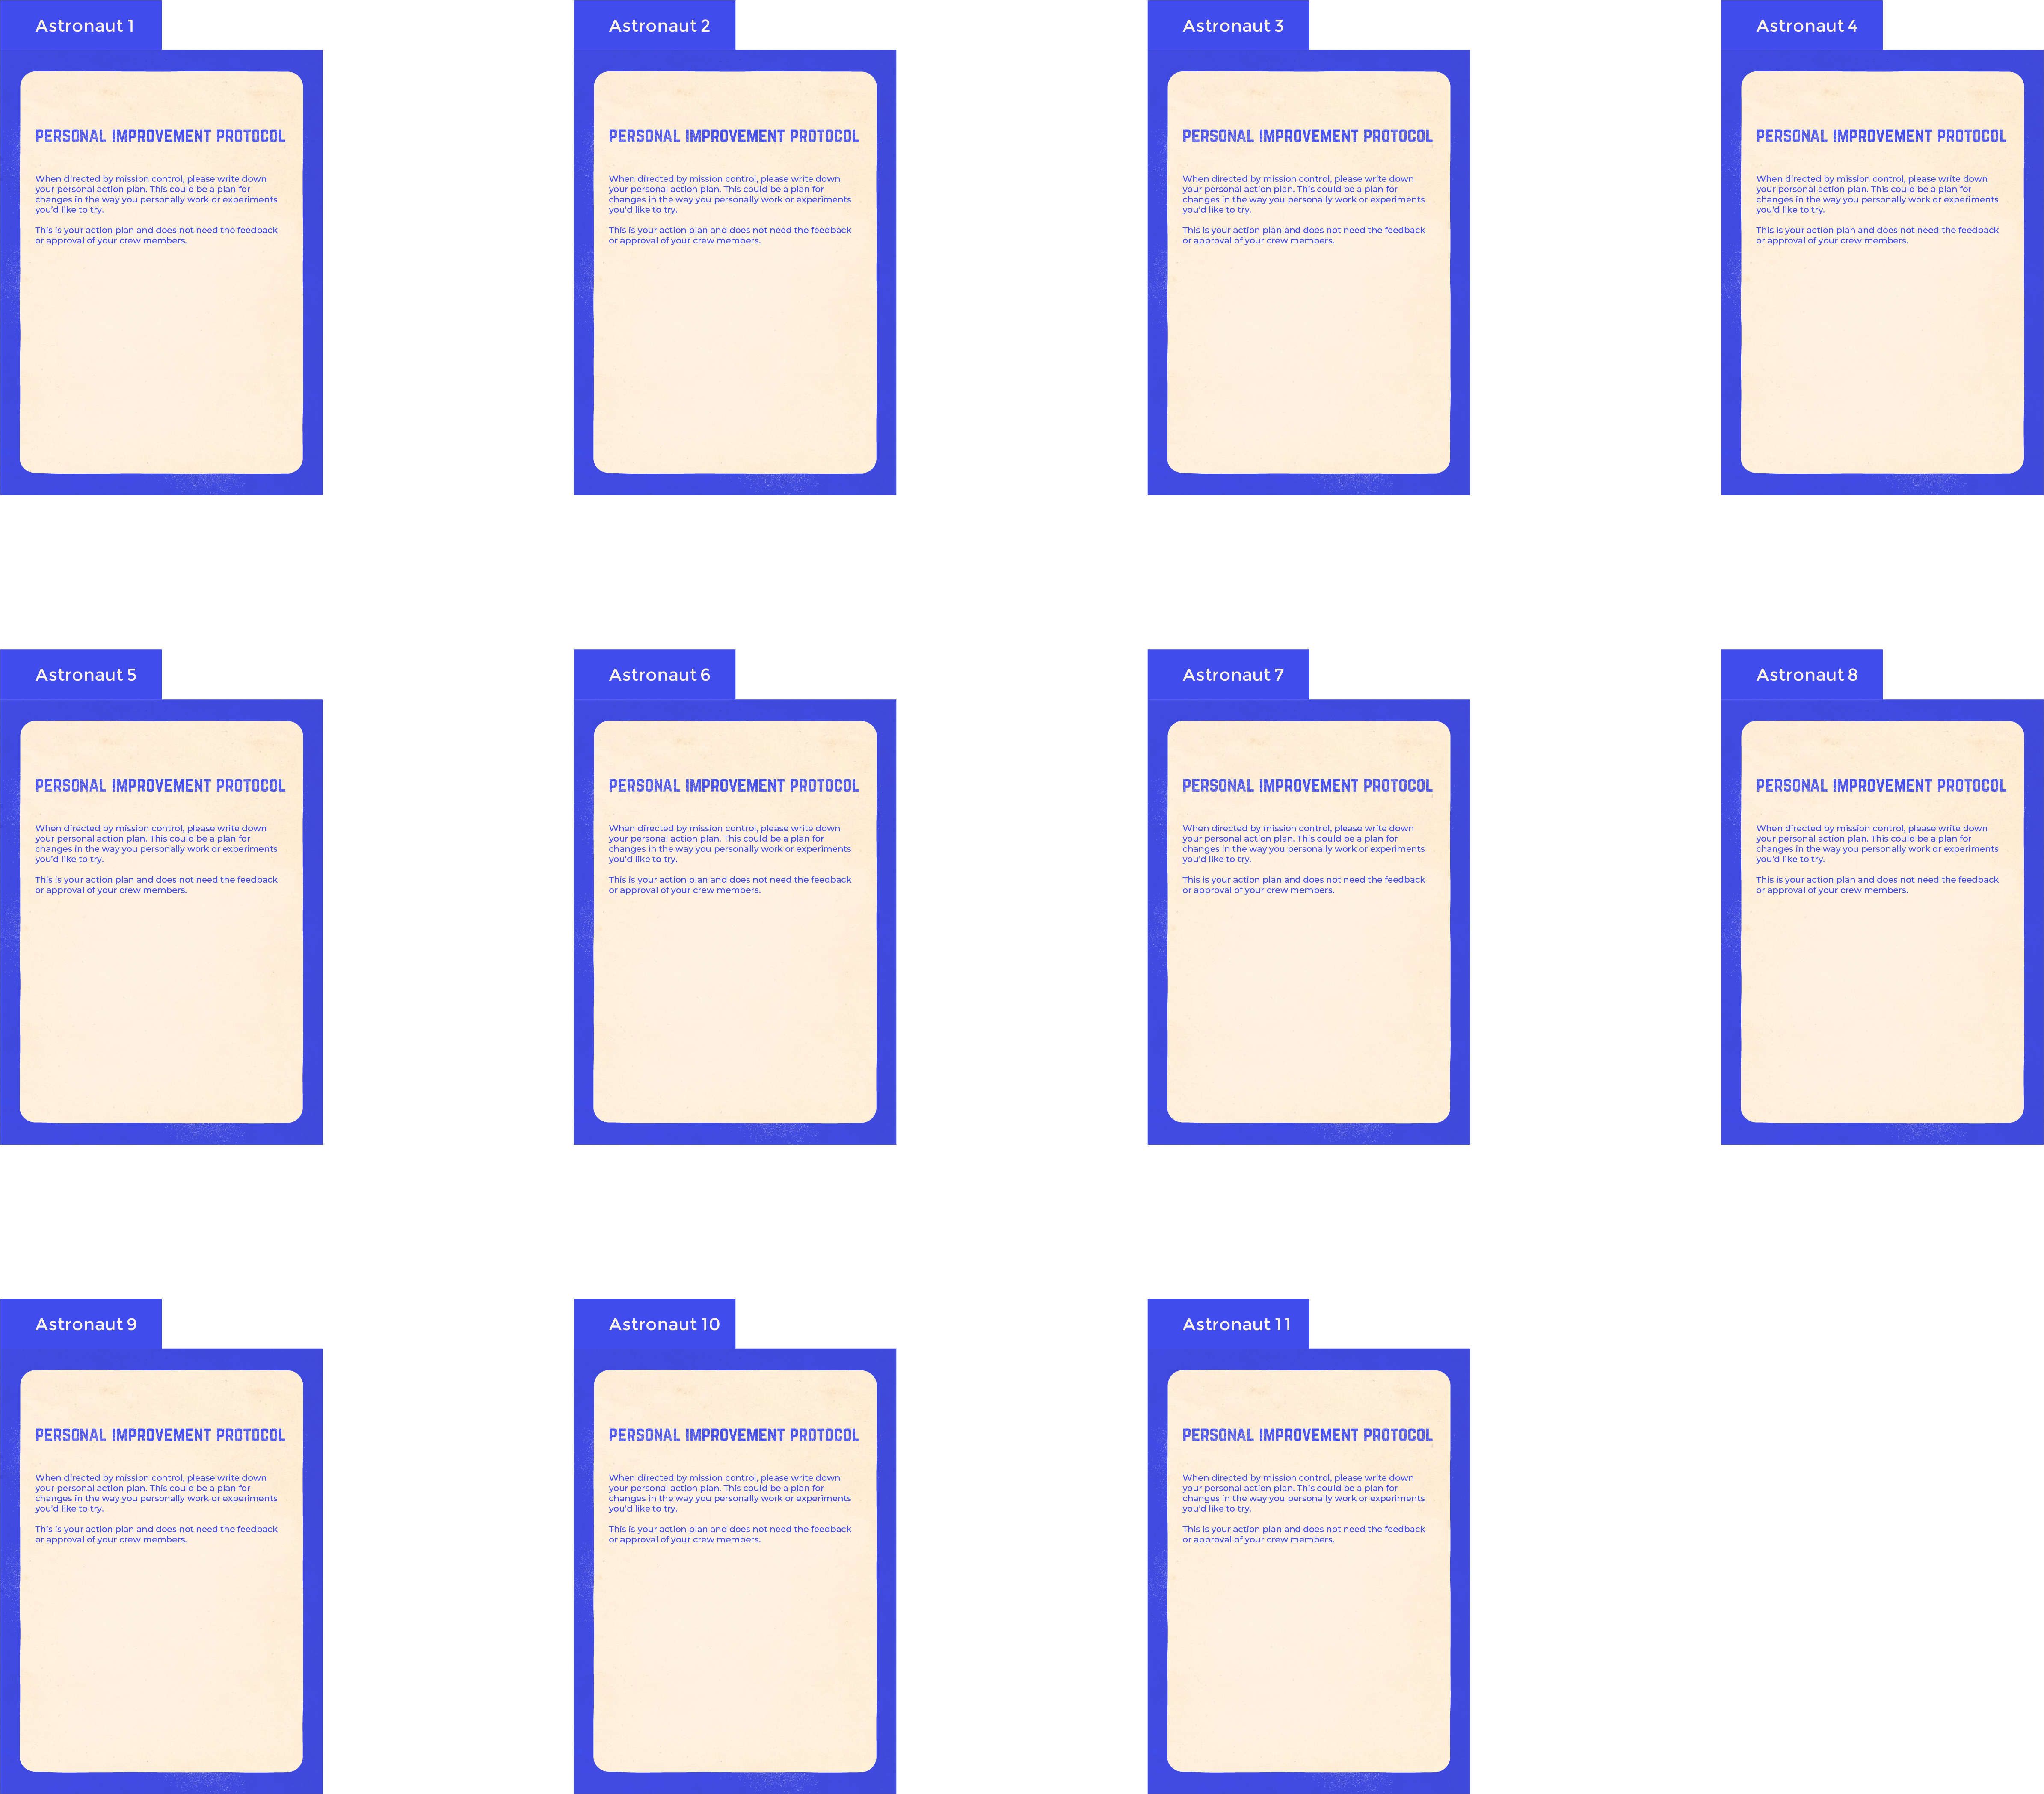 Astronaut 1
PERSONAL IMPROVEMENT PROTOCOL
When directed by mission control, please write down
your personal action plan. This could be a plan for
changes in the way you personally work or experiments
you'd like to try.
This is your action plan and does not need the feedback
or approval of your crew members.
Astronaut 2
PERSONAL IMPROVEMENT PROTOCOL
When directed by mission control, please write down
your personal action plan. This could be a plan for
changes in the way you personally work or experiments
you'd like to try.
This is your action plan and does not need the feedback
or approval of your crew members.
Astronaut 3
PERSONAL IMPROVEMENT PROTOCOL
When directed by mission control, please write down
your personal action plan. This could be a plan for
changes in the way you personally work or experiments
you'd like to try.
This is your action plan and does not need the feedback
or approval of your crew members.
Astronaut 4
PERSONAL IMPROVEMENT PROTOCOL
When directed by mission control, please write down
your personal action plan. This could be a plan for
changes in the way you personally work or experiments
you'd like to try.
This is your action plan and does not need the feedback
or approval of your crew members.
Astronaut 5
PERSONAL IMPROVEMENT PROTOCOL
When directed by mission control, please write down
your personal action plan. This could be a plan for
changes in the way you personally work or experiments
you'd like to try.
This is your action plan and does not need the feedback
or approval of your crew members.
Astronaut 6
PERSONAL IMPROVEMENT PROTOCOL
When directed by mission control, please write down
your personal action plan. This could be a plan for
changes in the way you personally work or experiments
you'd like to try.
This is your action plan and does not need the feedback
or approval of your crew members.
Astronaut 7
PERSONAL IMPROVEMENT PROTOCOL
When directed by mission control, please write down
your personal action plan. This could be a plan for
changes in the way you personally work or experiments
you'd like to try.
This is your action plan and does not need the feedback
or approval of your crew members.
Astronaut 8
PERSONAL IMPROVEMENT PROTOCOL
When directed by mission control, please write down
your personal action plan. This could be a plan for
changes in the way you personally work or experiments
you'd like to try.
This is your action plan and does not need the feedback
or approval of your crew members.
Astronaut 9
PERSONAL IMPROVEMENT PROTOCOL
When directed by mission control, please write down
your personal action plan. This could be a plan for
changes in the way you personally work or experiments
you'd like to try.
This is your action plan and does not need the feedback
or approval of your crew members.
Astronaut 10
PERSONAL IMPROVEMENT PROTOCOL
When directed by mission control, please write down
your personal action plan. This could be a plan for
changes in the way you personally work or experiments
you'd like to try.
This is your action plan and does not need the feedback
or approval of your crew members.
Astronaut 11
PERSONAL IMPROVEMENT PROTOCOL
When directed by mission control, please write down
your personal action plan. This could be a plan for
changes in the way you personally work or experiments
you'd like to try.
This is your action plan and does not need the feedback
or approval of your crew members.